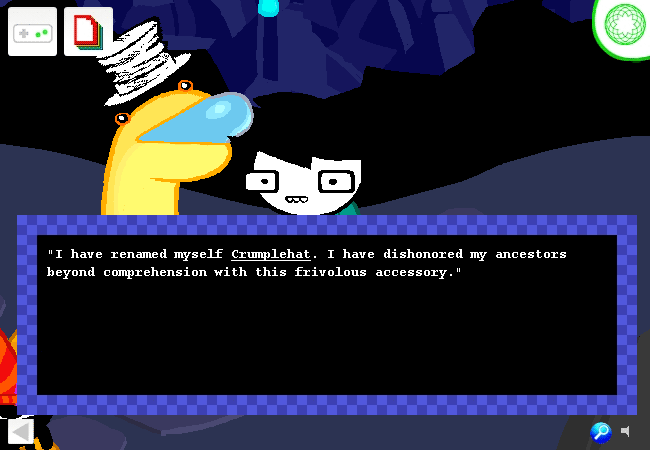 "I have renamed myself Crumplehat. I have dishonored my ancestors
beyond comprehension with this frivolous accessory."